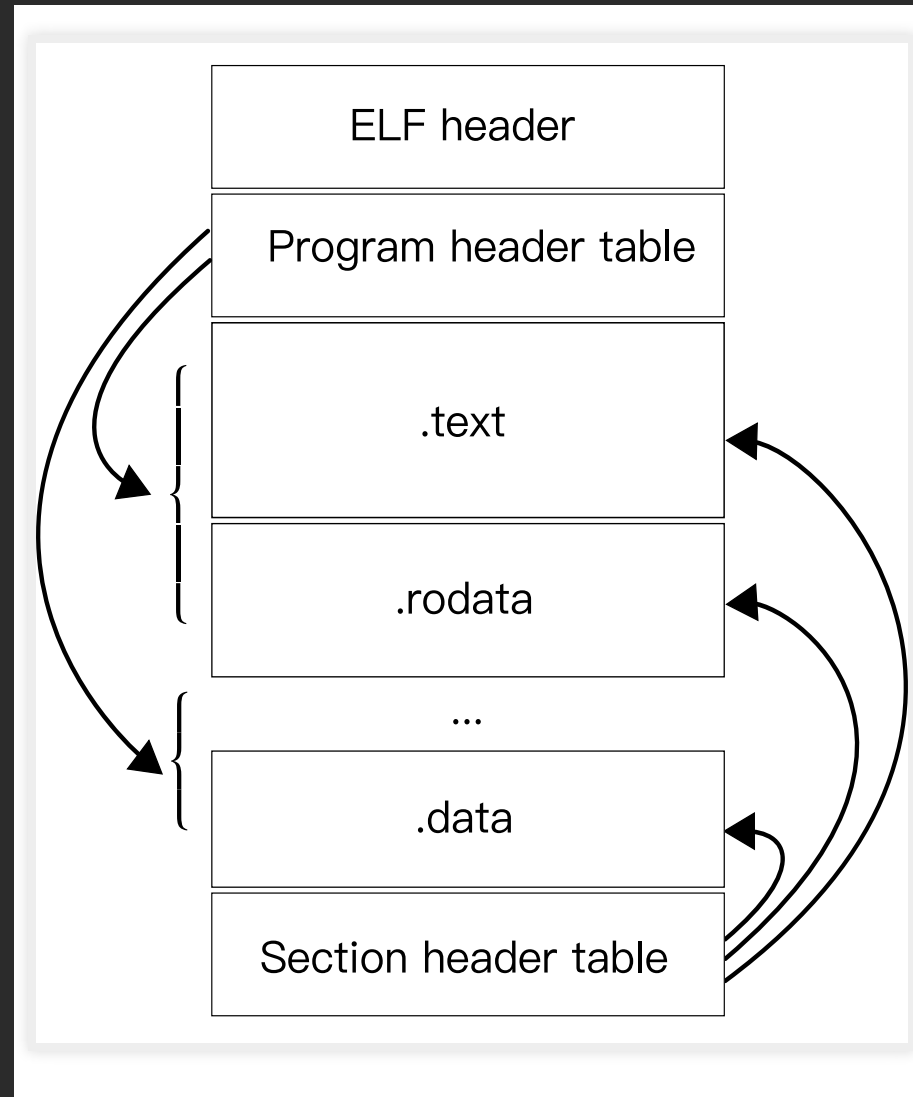 ELF header
Program header table
.text
.rodata
...
.data
Section header table